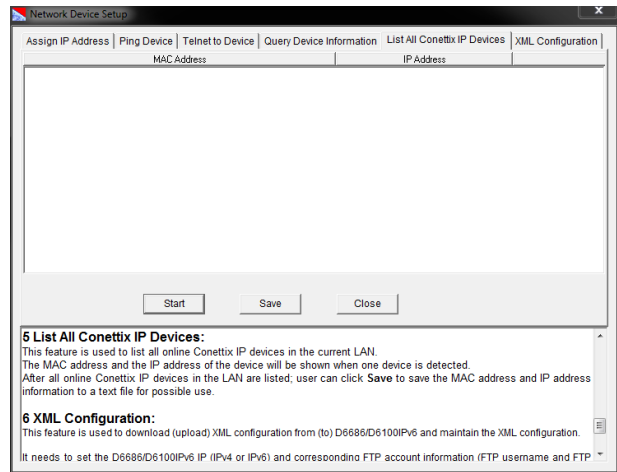 Network Device Setup
x
Assign IP Address Ping Device Telnet to Device Query Device Information List All Conettix IP Devices XML Configuration
MAC Address IP Address
Start Save Close
5 List All Conettix IP Devices:
This feature is used to list all online Conettix IP devices in the current LAN.
The MAC address and the IP address of the device will be shown when one device is detected.
After all online Conettix IP devices in the LAN are listed; user can click Save to save the MAC address and IP address
information to a text file for possible use.
6 XML Configuration:
This feature is used to download (upload) XML configuration from (to) D6686/D6100IPv6 and maintain the XML configuration.
It needs to set the D6686/D6100IPv6 IP (IPv4 or IPv6) and corresponding FTP account information (FTP username and FTP